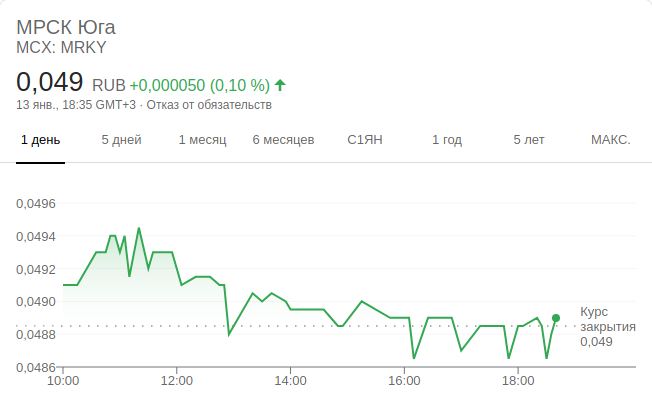 МРСК Юга
MCX: MRKY
0,049 RUB +0,000050 (0,10 %)
13 янв., 18:35 GMT+3 · Отказ от обязательств
1 день 5 дней 1 месяц 6 месяцев С1ЯН 1 год 5 лет МАКС.
0,0496
0,0494
0,0492
0,0490
0,0488
0,0486
Курс
закрытия
0,049
10:00 12:00 14:00 16:00 18:00